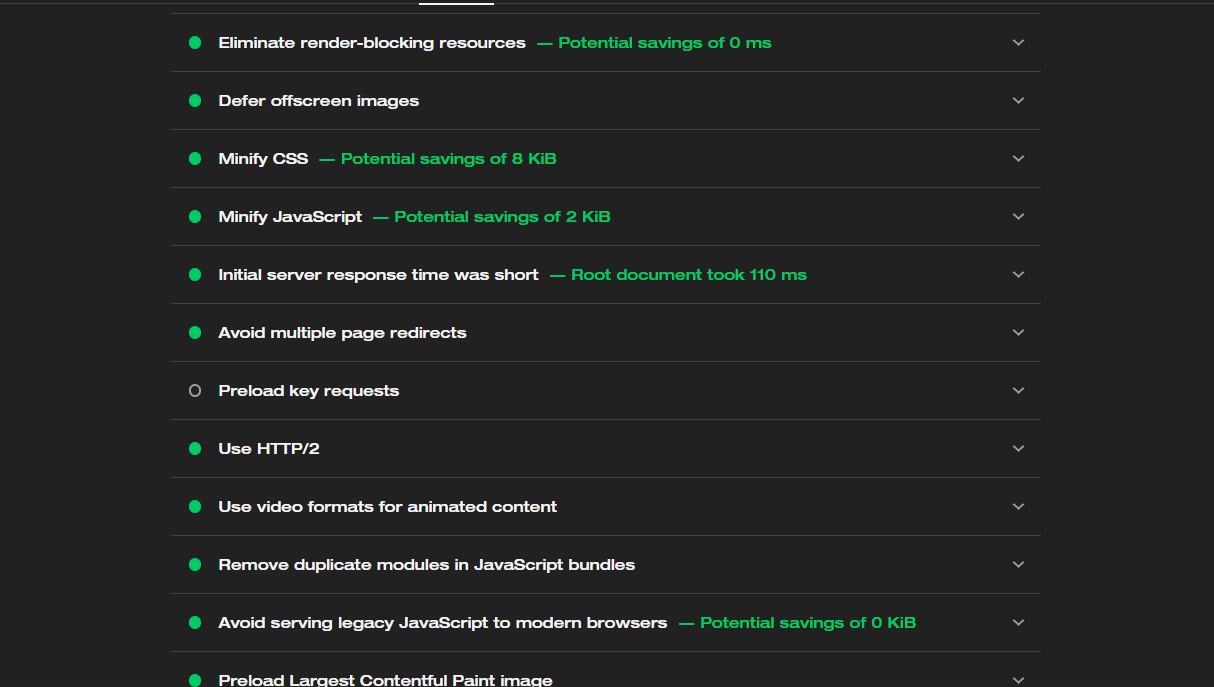 Eliminate render-blocking resources — Potential savings of 0 ms
Defer offscreen images
Minify CSS — Potential savings of 8 KiB
Minify JavaScript — Potential savings of 2 KiB
Initial server response time was short — Root document took 110 ms
Avoid multiple page redirects
Preload key requests
Use HTTP/2
Use video formats for animated content
Remove duplicate modules in JavaScript bundles
Avoid serving legacy JavaScript to modern browsers — Potential savings of 0 KiB
Preload Largest Contentful Paint image